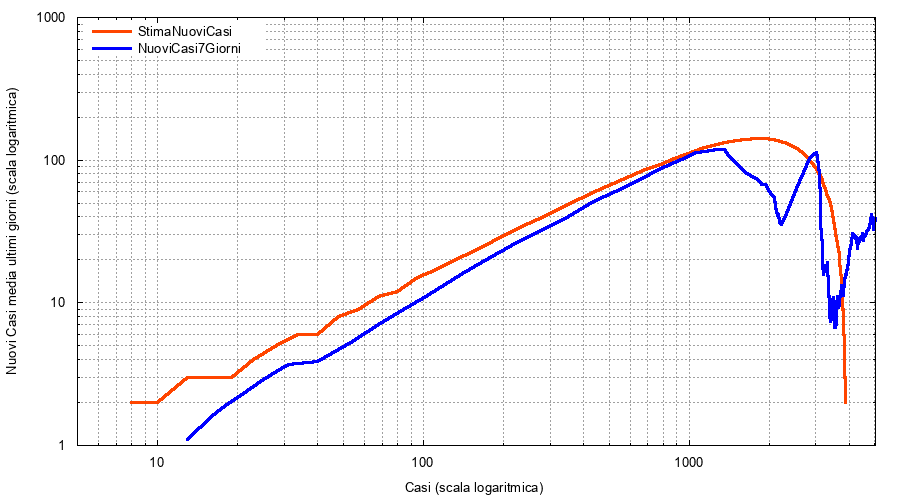 1000
StimaNuoviCasi
NuoviCasi7Giorni
100
10
1
Nuovi Casi media ultimi giorni (scala logaritmica)
10 100 1000
Casi (scala logaritmica)